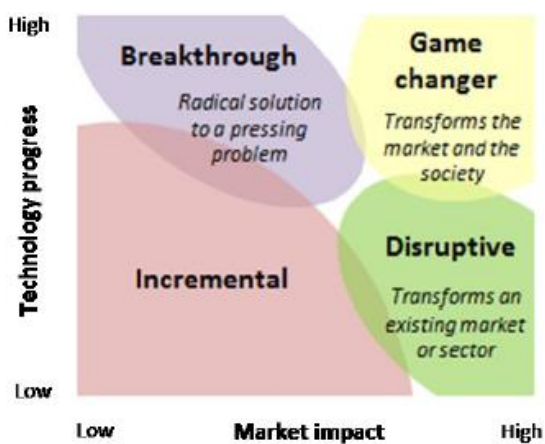 High
Breakthrough
Radical solution
to a pressing
problem
Game
changer
Transforms the
market and the
society
Technology progress
Incremental
Disruptive
Transforms an
existing market
or sector
Low
Low
Market impact
High